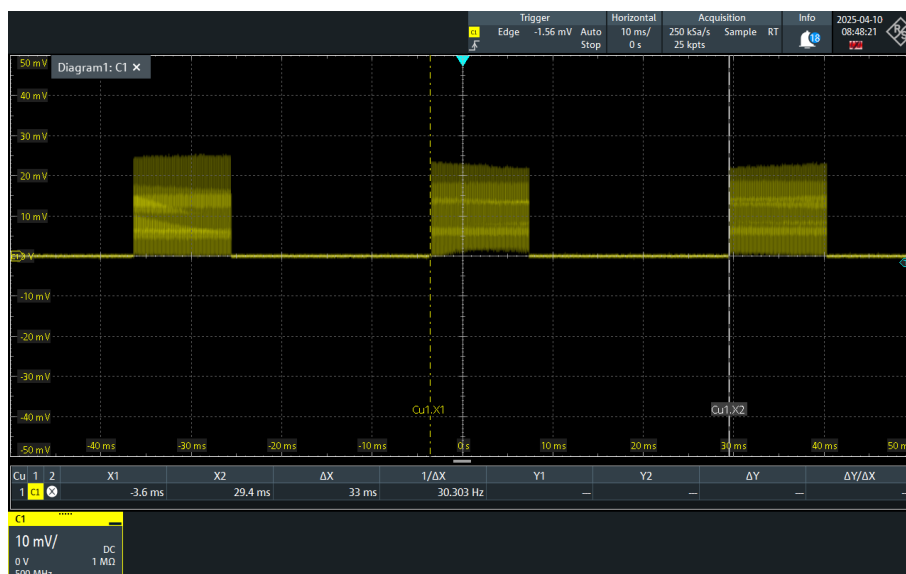 Trigger Horizontal Acquisition Info 2025-04-10
C1 Edge -1.56 mV Auto 10 ms/ 250 kSa/s Sample RT 18 08:48:21
Stop 0 s 25 kpts
Diagram1: C1 ×
50 mV
40 mV
30 mV
20 mV
10 mV
C1 0 V
-10 mV
-20 mV
-30 mV
-40 mV
-50 mV
Cu1.X1 Cu1.X2
-40 ms -30 ms -20 ms -10 ms 0 s 10 ms 20 ms 30 ms 40 ms 50 m
Cu 1 2 X1 X2 ΔX 1/ΔX Y1 Y2 ΔY ΔY/ΔX
1 C1 X -3.6 ms 29.4 ms 33 ms 30.303 Hz --- --- --- ---
C1
10 mV/ DC
0 V 1 MΩ
500 MHz